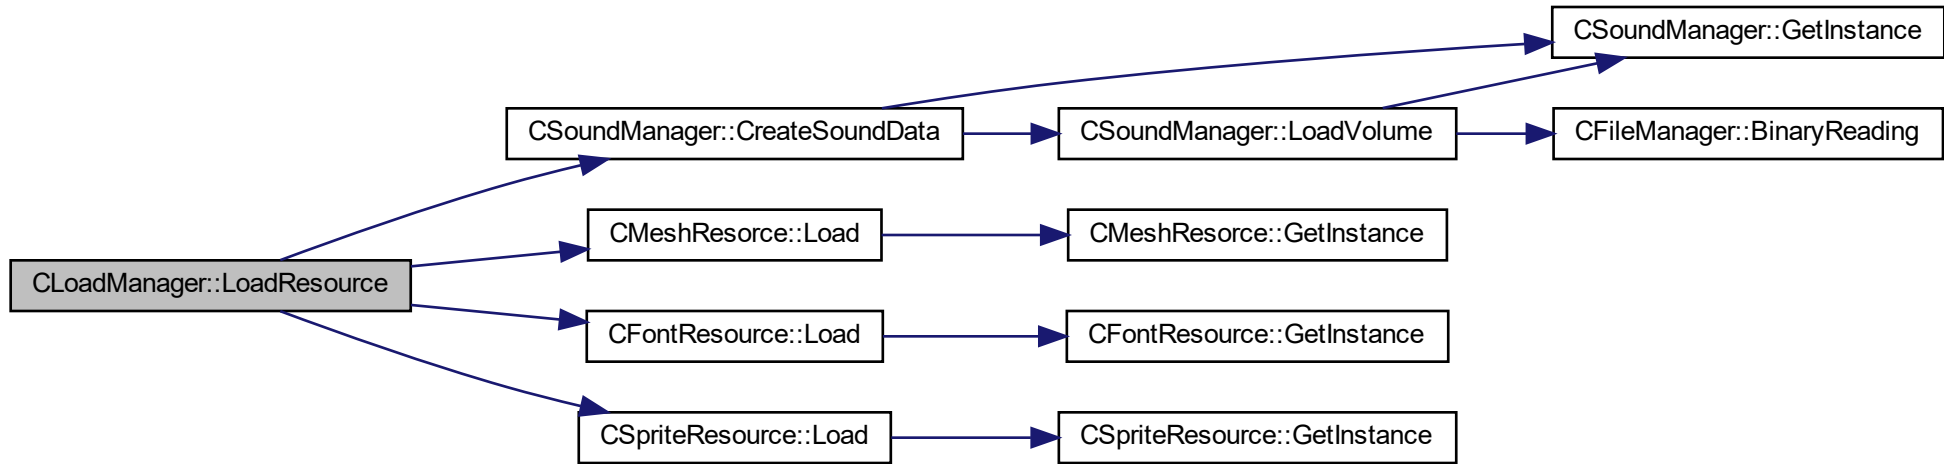 CSoundManager::GetInstance
CSoundManager::CreateSoundData
CSoundManager::LoadVolume
CFileManager::BinaryReading
CMeshResorce::Load
CMeshResorce::GetInstance
CLoadManager::LoadResource
CFontResource::Load
CFontResource::GetInstance
CSpriteResource::Load
CSpriteResource::GetInstance